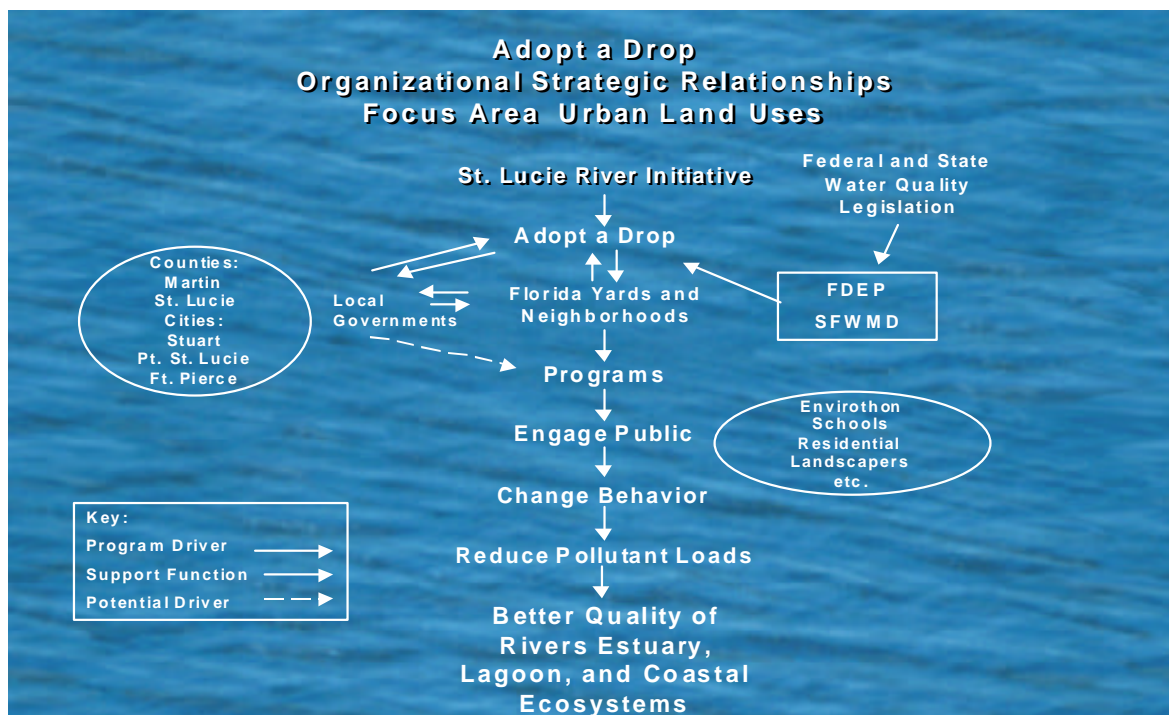 Adopt a Drop
Organizational Strategic Relationships
Focus Area Urban Land Uses
St. Lucie River Initiative
Federal and State
Water Quality
Legislation
Adopt a Drop
Counties:
Martin
St. Lucie
Cities:
Stuart
Pt. St. Lucie
Ft. Pierce
Local
Governments
Florida Yards and
Neighborhoods
FDEP
SFWMD
Programs
Engage Public
Envirothon
Schools
Residential
Landscapers
etc.
Change Behavior
Key:
Program Driver
Support Function
Potential Driver
Reduce Pollutant Loads
Better Quality of
Rivers Estuary,
Lagoon, and Coastal
Ecosystems